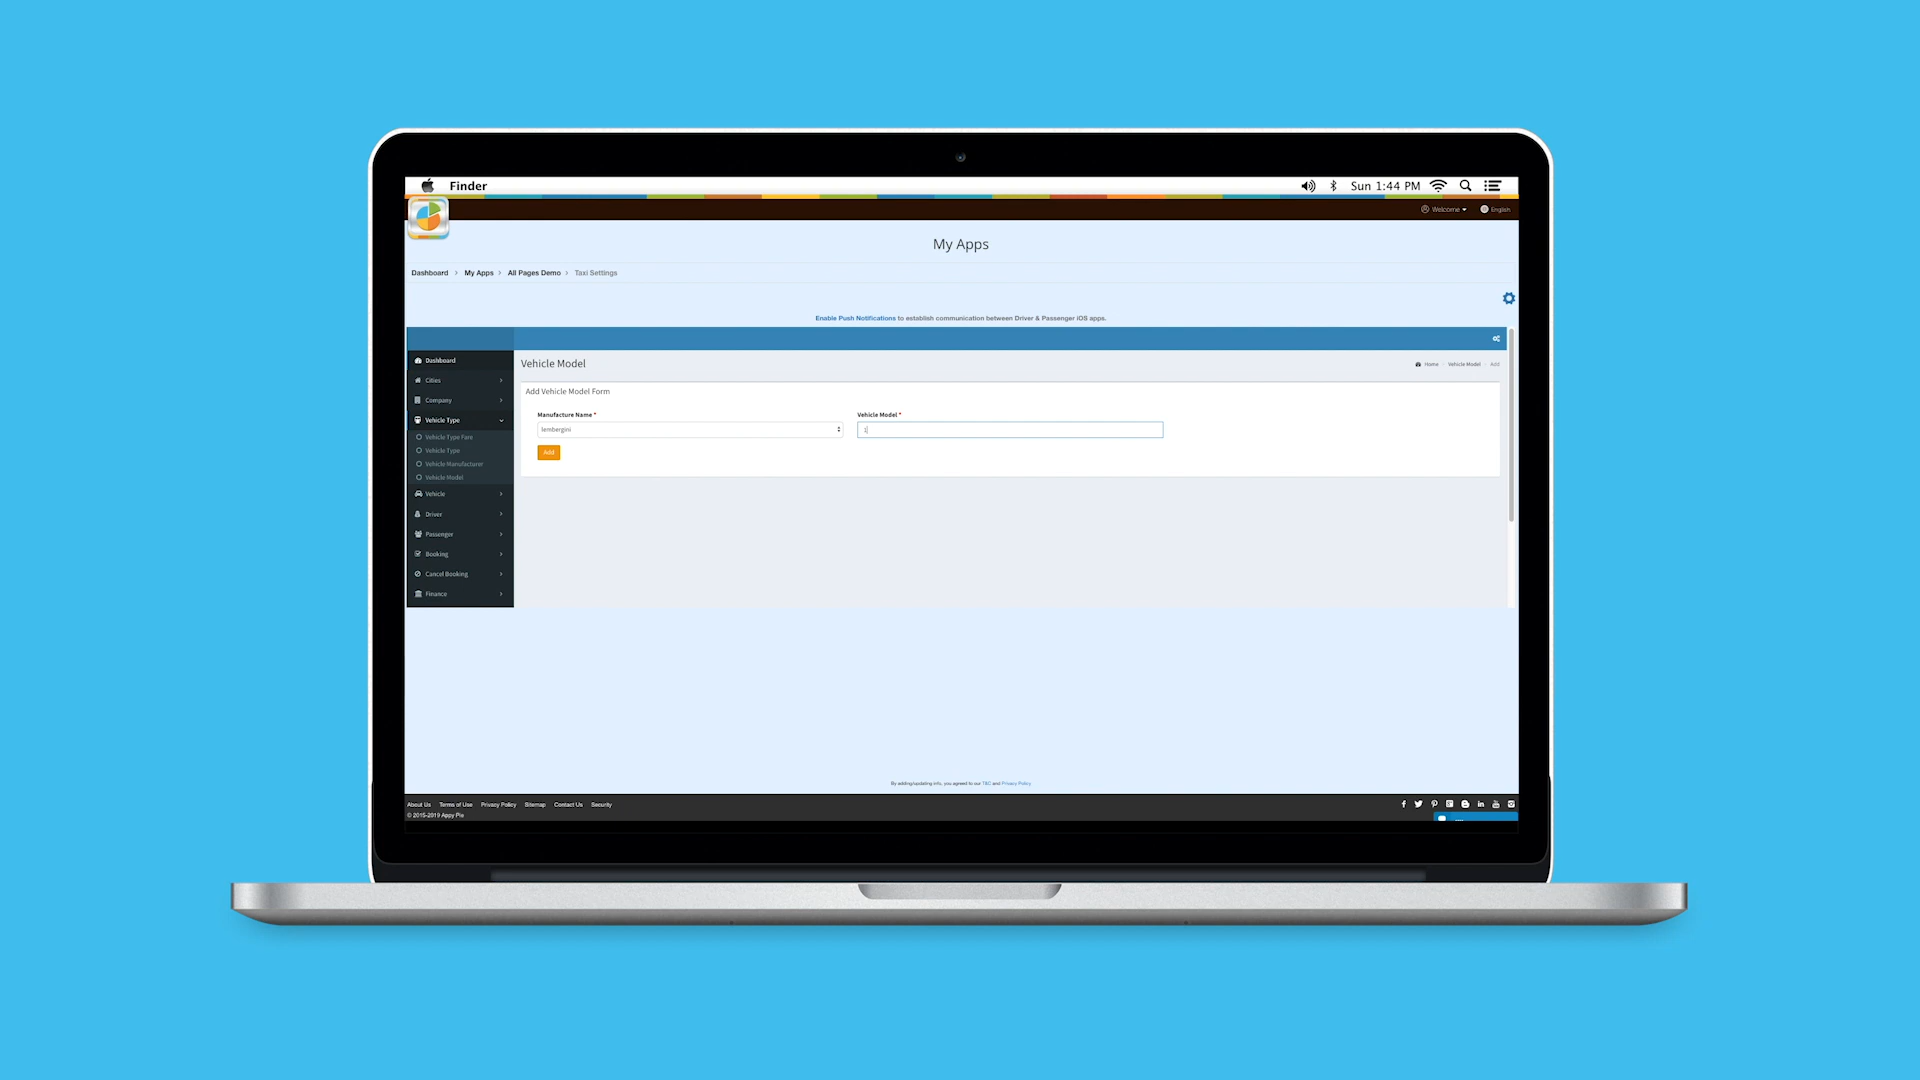 Finder
Sun 1:44 PM
Welcome
English
My Apps
Dashboard > My Apps > All Pages Demo > Taxi Settings
Enable Push Notifications to establish communication between Driver & Passenger iOS apps.
Dashboard
Cities
Company
Vehicle Type
Vehicle Type Fare
Vehicle Type
Vehicle Manufacturer
Vehicle Model
Vehicle
Driver
Passenger
Booking
Cancel Booking
Finance
Vehicle Model
Home Vehicle Model Add
Add Vehicle Model Form
Manufacture Name *
lembergini
Vehicle Model *
Add
By adding/updating info, you agreed to our T&C and Privacy Policy
About Us Terms of Use Privacy Policy Sitemap Contact Us Security
© 2015-2019 Appy Pie